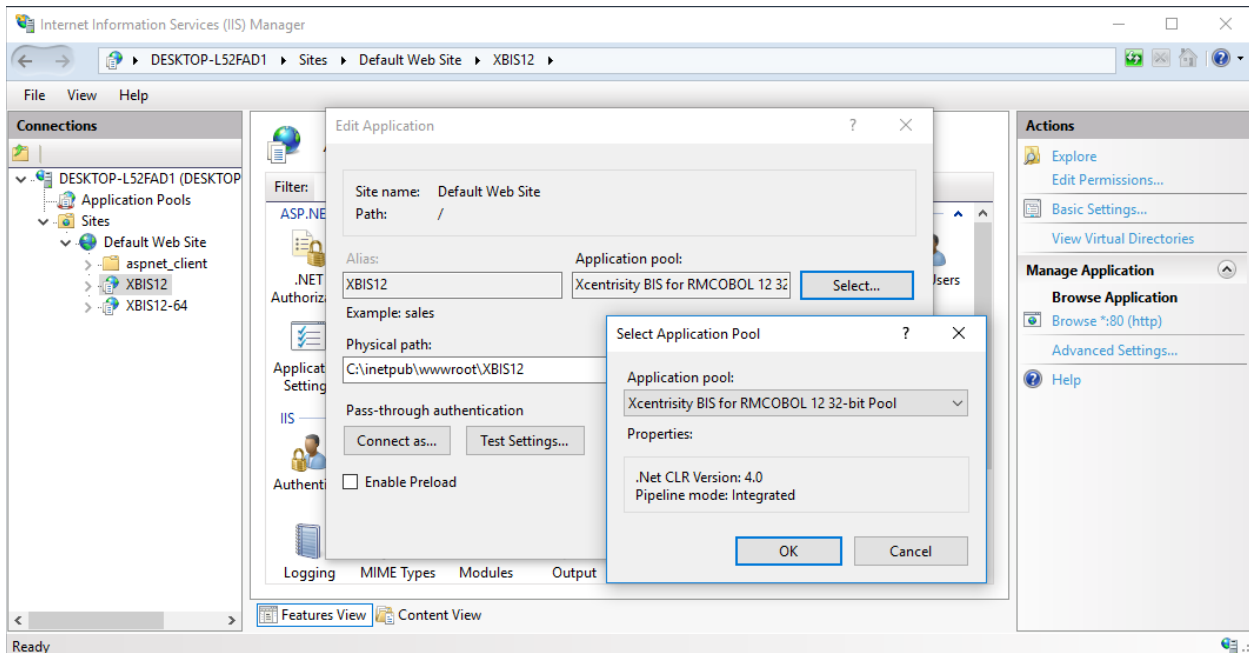 Internet Information Services (IIS) Manager
DESKTOP-L52FAD1 Sites Default Web Site XBIS12
File View Help
Connections
DESKTOP-L52FAD1 (DESKTOP
Application Pools
Sites
Default Web Site
aspnet_client
XBIS12
XBIS12-64
Filter:
ASP.NE
.NET
Authoriz
Applicat
Setting
IIS
Authenti
Logging MIME Types Modules Output
Users
Edit Application
Site name: Default Web Site
Path: /
Alias: Application pool:
XBIS12 Xcentrisity BIS for RMCOBOL 12 32 Select...
Example: sales
Physical path:
C:\inetpub\wwwroot\XBIS12
Pass-through authentication
Connect as... Test Settings...
Enable Preload
Select Application Pool
Application pool:
Xcentrisity BIS for RMCOBOL 12 32-bit Pool
Properties:
.Net CLR Version: 4.0
Pipeline mode: Integrated
OK Cancel
Features View Content View
Actions
Explore
Edit Permissions...
Basic Settings...
View Virtual Directories
Manage Application
Browse Application
Browse *:80 (http)
Advanced Settings...
Help
Ready